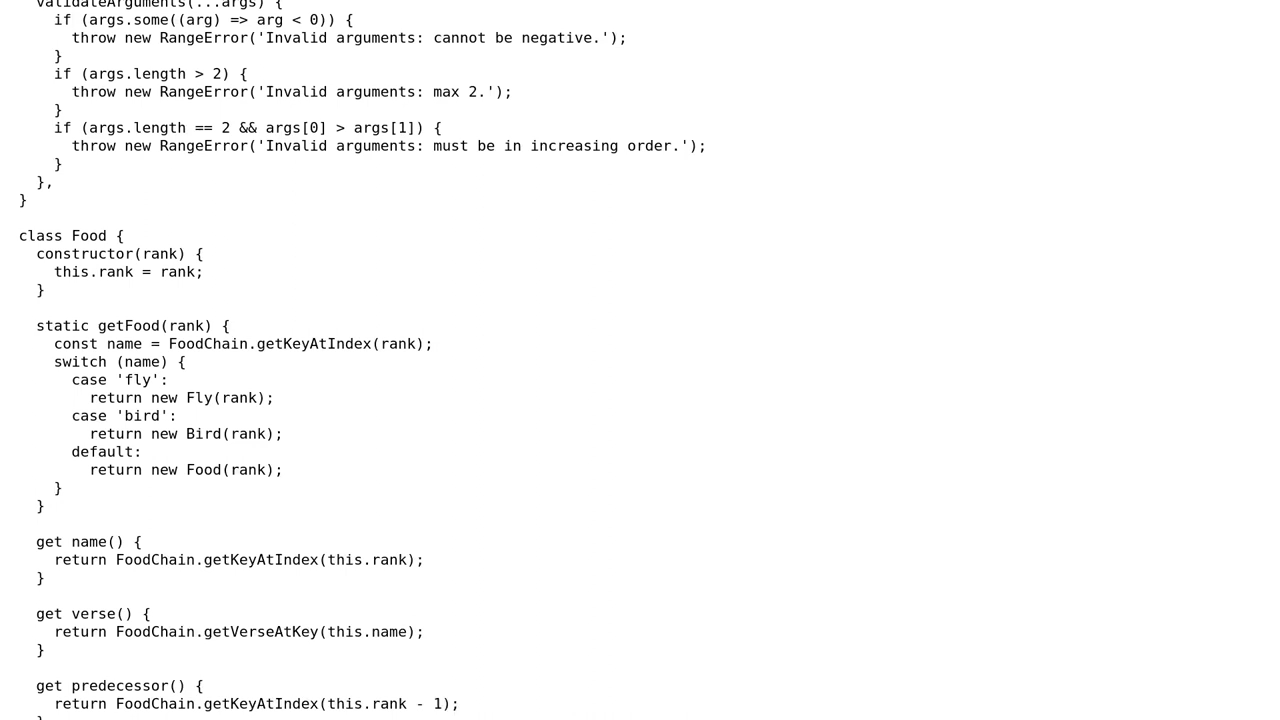 validateArguments(...args) {
if (args.some((arg) => arg < 0)) {
throw new RangeError('Invalid arguments: cannot be negative.');
}
if (args.length > 2) {
throw new RangeError('Invalid arguments: max 2.');
}
if (args.length == 2 && args[0] > args[1]) {
throw new RangeError('Invalid arguments: must be in increasing order.');
}
},
}
class Food {
constructor(rank) {
this.rank = rank;
}
static getFood(rank) {
const name = FoodChain.getKeyAtIndex(rank);
switch (name) {
case 'fly':
return new Fly(rank);
case 'bird':
return new Bird(rank);
default:
return new Food(rank);
}
}
get name() {
return FoodChain.getKeyAtIndex(this.rank);
}
get verse() {
return FoodChain.getVerseAtKey(this.name);
}
get predecessor() {
return FoodChain.getKeyAtIndex(this.rank - 1);
}